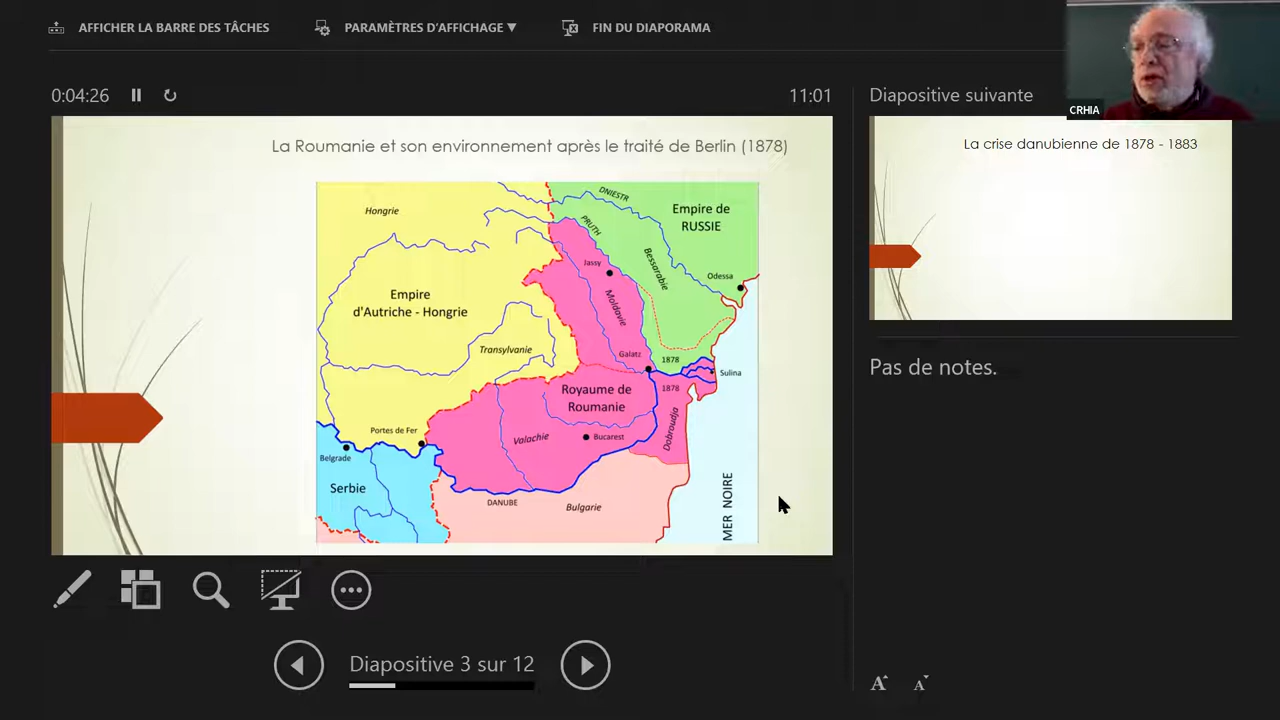 AFFICHER LA BARRE DES TÂCHES
PARAMÈTRES D'AFFICHAGE ▼
FIN DU DIAPORAMA
CRHIA
0:04:26
11:01
Diapositive suivante
La Roumanie et son environnement après le traité de Berlin (1878)
Hongrie
DNIESTR
Empire de
RUSSIE
PRUTH
Jassy
Bessarabie
Odessa
Empire
d'Autriche - Hongrie
Moldavie
Transylvanie
Galatz
1878
Sulina
1878
Royaume de
Roumanie
Dobroudja
Portes de Fer
Valachie
Bucarest
Belgrade
Serbie
DANUBE
Bulgarie
MER NOIRE
La crise danubienne de 1878 - 1883
Pas de notes.
Diapositive 3 sur 12
A A